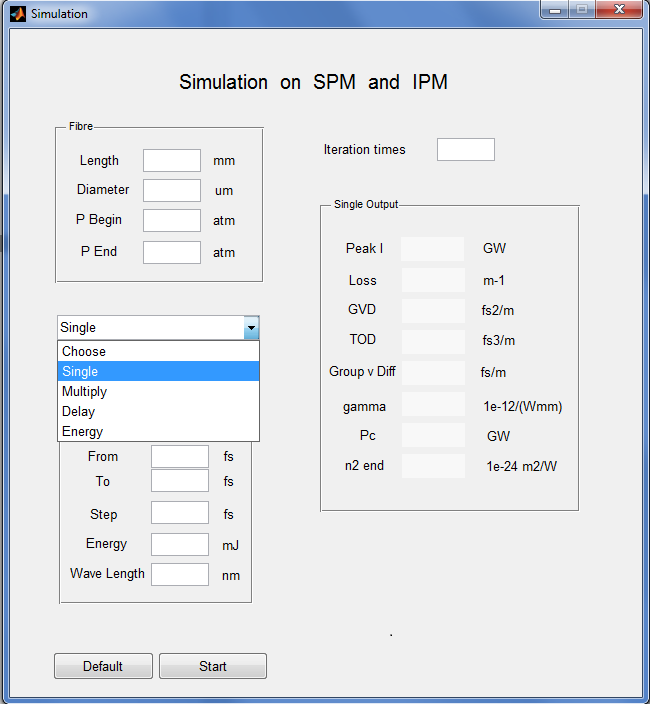 Simulation
Simulation on SPM and IPM
Fibre
Length mm
Diameter um
P Begin atm
P End atm
Iteration times
Single Output
Peak I GW
Loss m-1
GVD fs2/m
TOD fs3/m
Group v Diff fs/m
gamma 1e-12/(Wmm)
Pc GW
n2 end 1e-24 m2/W
Single
Choose
Single
Multiply
Delay
Energy
From fs
To fs
Step fs
Energy mJ
Wave Length nm
.
Default Start